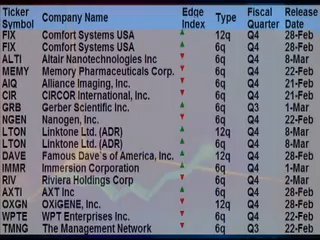 Ticker Symbol Company Name Edge Index Type Fiscal Quarter Release Date
FIX Comfort Systems USA 12q Q4 28-Feb
FIX Comfort Systems USA 6q Q4 28-Feb
ALTI Altair Nanotechnologies Inc 6q Q4 8-Mar
MEMY Memory Pharmaceuticals Corp. 6q Q4 22-Feb
AIQ Alliance Imaging, Inc. 6q Q4 21-Feb
CIR CIRCOR International, Inc. 6q Q4 21-Feb
GRB Gerber Scientific Inc. 6q Q3 1-Mar
NGEN Nanogen, Inc. 6q Q4 22-Feb
LTON Linktone Ltd. (ADR) 12q Q4 8-Mar
LTON Linktone Ltd. (ADR) 6q Q4 8-Mar
DAVE Famous Dave`s of America, Inc. 12q Q4 28-Feb
IMMR Immersion Corporation 6q Q4 28-Feb
RIV Riviera Holdings Corp 6q Q4 2-Mar
AXTI AXT Inc 6q Q4 28-Feb
OXGN OXiGENE, Inc. 12q Q4 28-Feb
WPTE WPT Enterprises Inc. 6q Q4 22-Feb
TMNG The Management Network 6q Q3 22-Feb